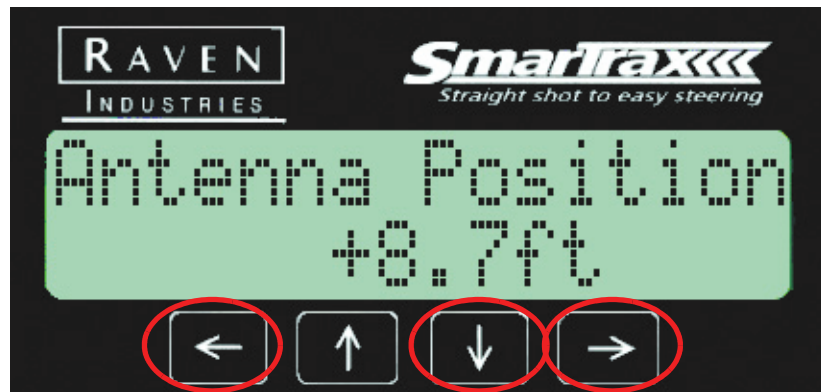 RAVEN
INDUSTRIES
SmarTrax
Straight shot to easy steering
Antenna Position
+8.7ft
← ↑ ↓ →